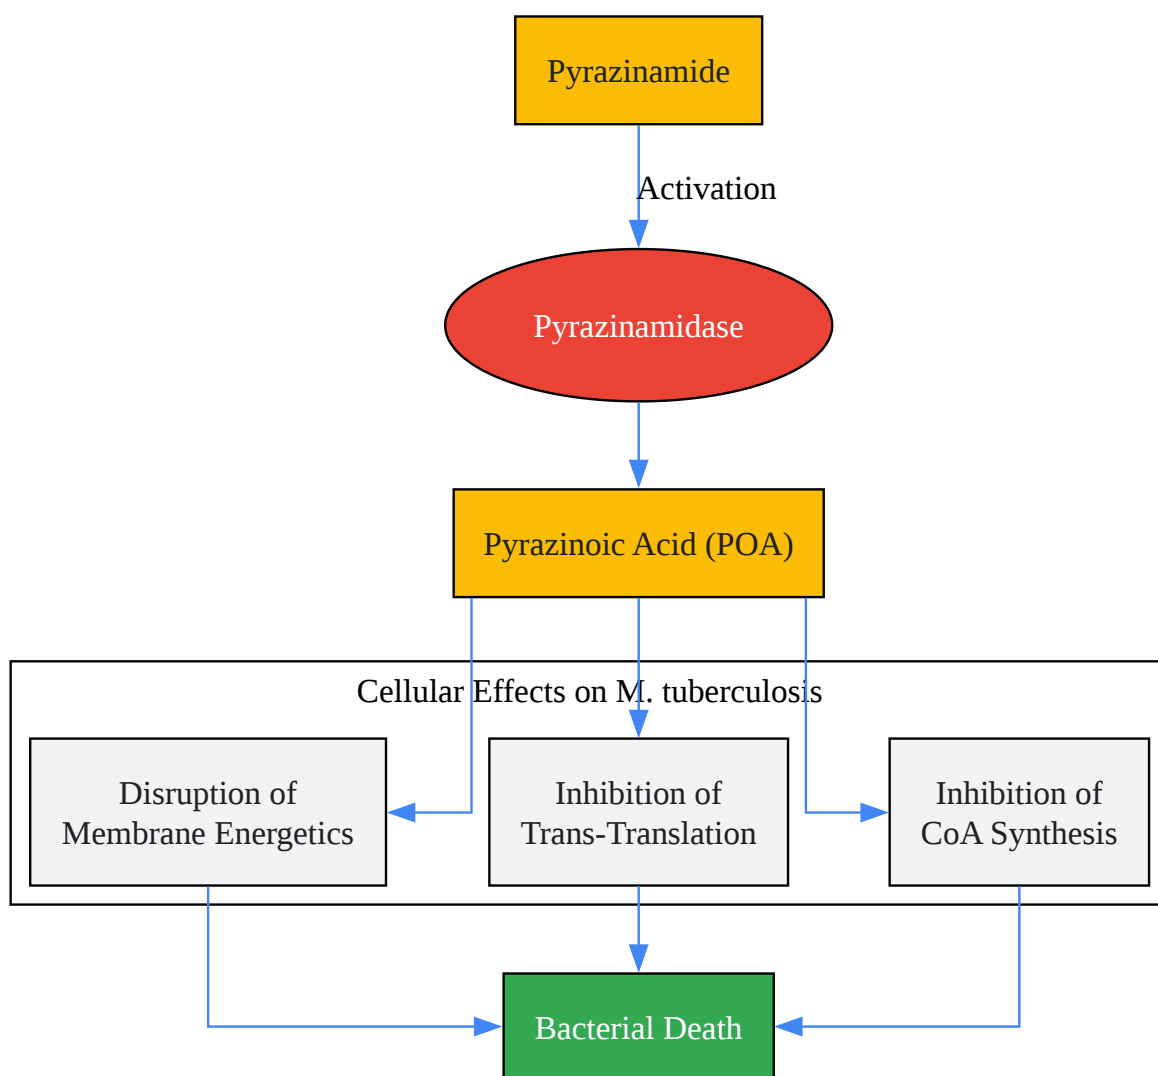 Pyrazinamide
Activation
Pyrazinamidase
Pyrazinoic Acid (POA)
Cellular Effects on M. tuberculosis
Disruption of
Membrane Energetics
Inhibition of
Trans-Translation
Inhibition of
CoA Synthesis
Bacterial Death